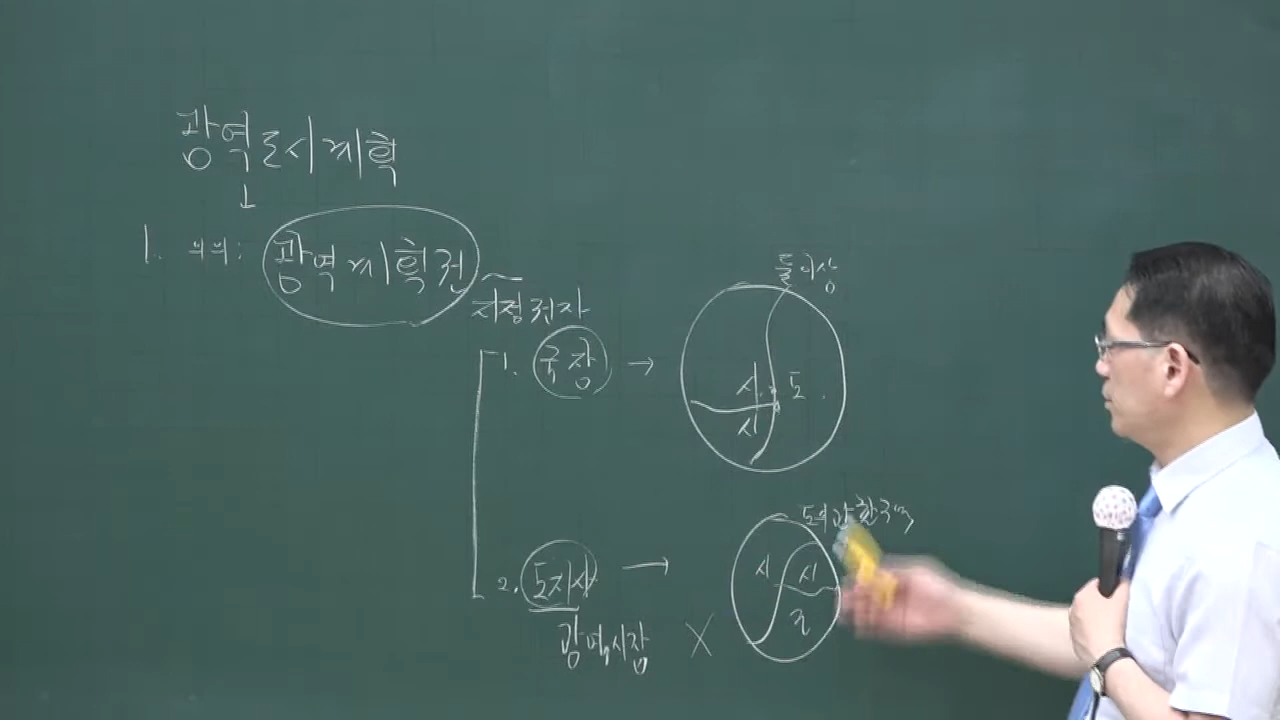 광역도시계획
1. 의의: 광역계획권
지정권자
1. 국장 →
둘이상
시 도
시
2. 도지사 →
도의관할구역
시 시
군
광역시장 X